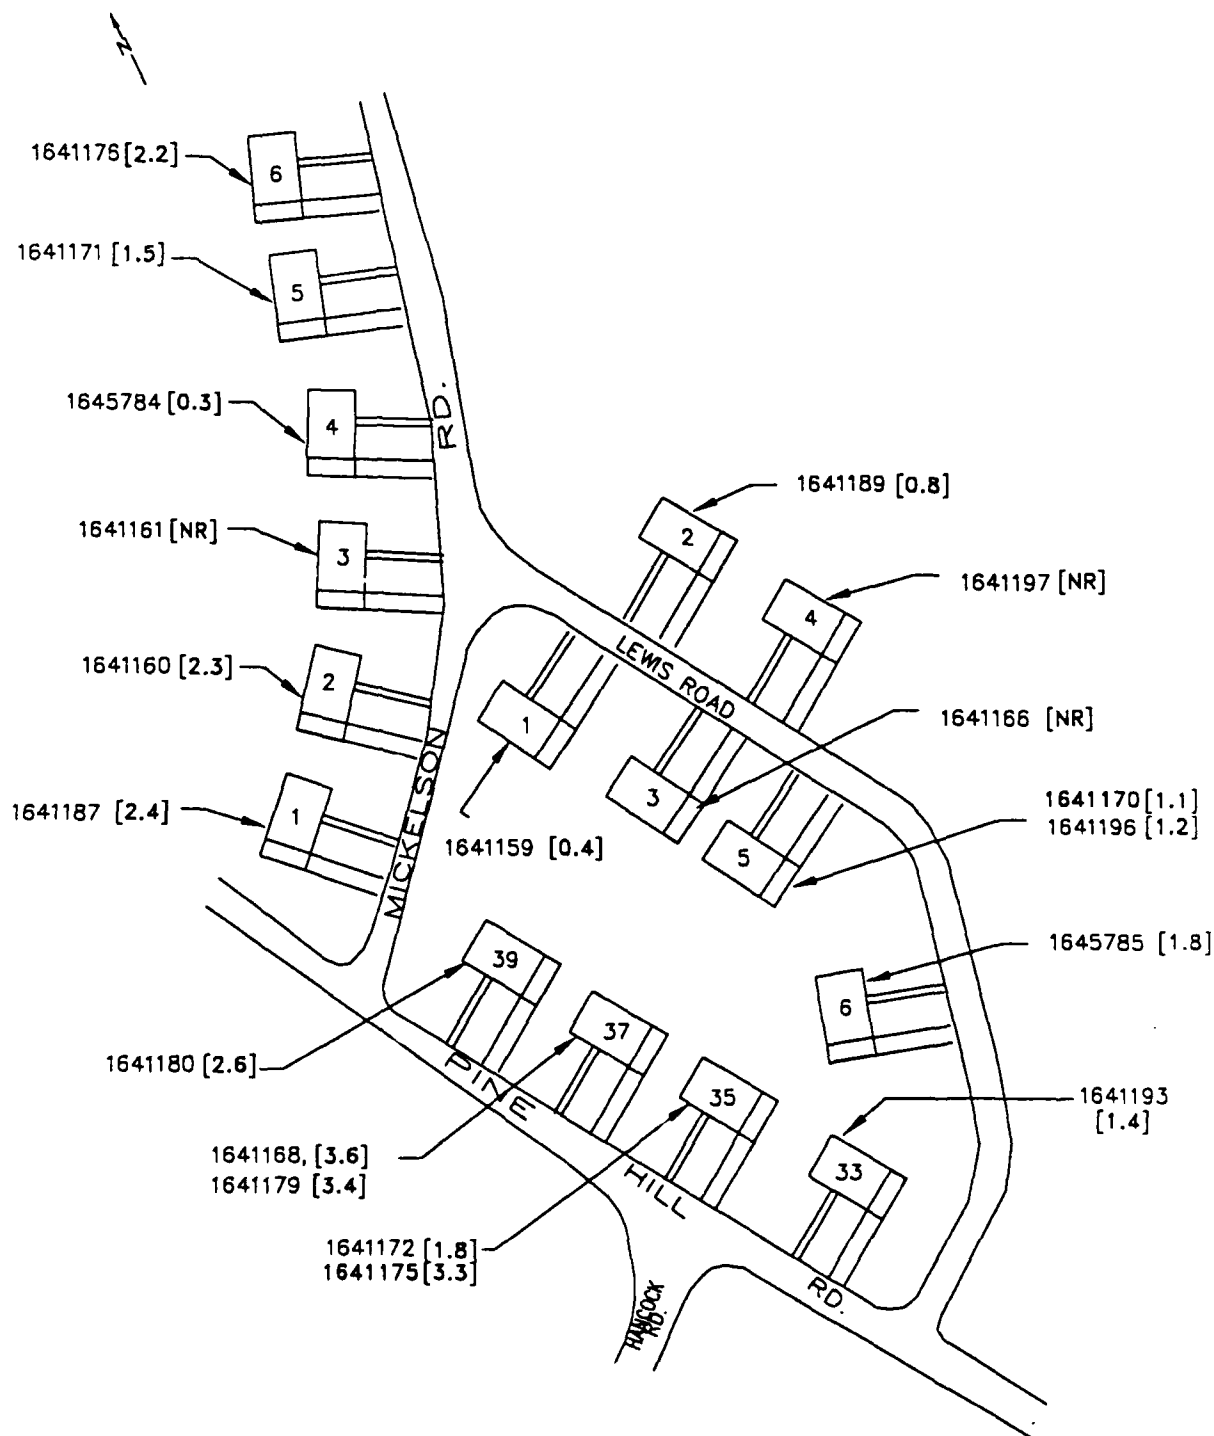 N
1641176 [2.2]
6
1641171 [1.5]
5
1645784 [0.3]
4
RD.
1641161 [NR]
3
1641189 [0.8]
2
1641197 [NR]
4
1641160 [2.3]
2
LEWIS ROAD
1
1641166 [NR]
3
1641187 [2.4]
1
MICKELSON
1641159 [0.4]
5
1641170 [1.1]
1641196 [1.2]
39
1645785 [1.8]
6
37
1641180 [2.6]
PINE
35
1641193
[1.4]
1641168, [3.6]
1641179 [3.4]
HILL
33
1641172 [1.8]
1641175 [3.3]
RD.
HANCOCK
RD.